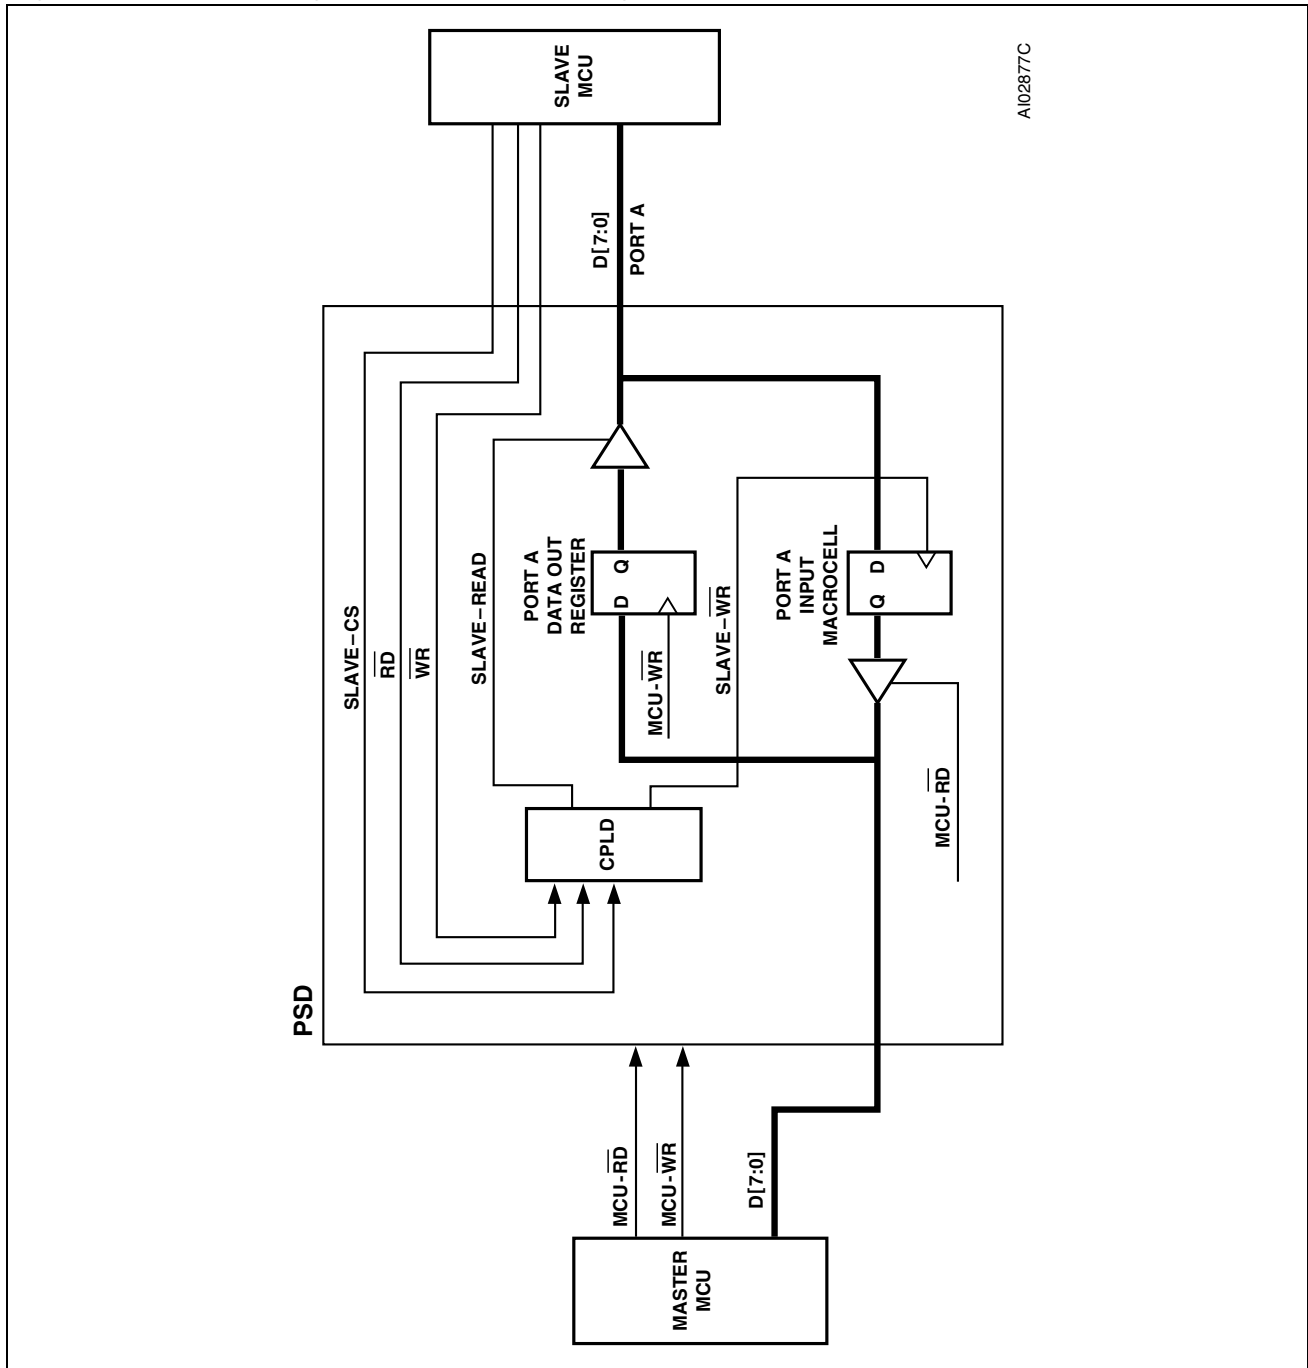 SLAVE
MCU
AI02877C
D[7:0]
PORT A
SLAVE–CS
RD
WR
SLAVE–READ
PORT A
DATA OUT
REGISTER
D Q
MCU-WR
SLAVE–WR
PORT A
INPUT
MACROCELL
Q D
MCU-RD
CPLD
PSD
MCU-RD
MCU-WR
D[7:0]
MASTER
MCU